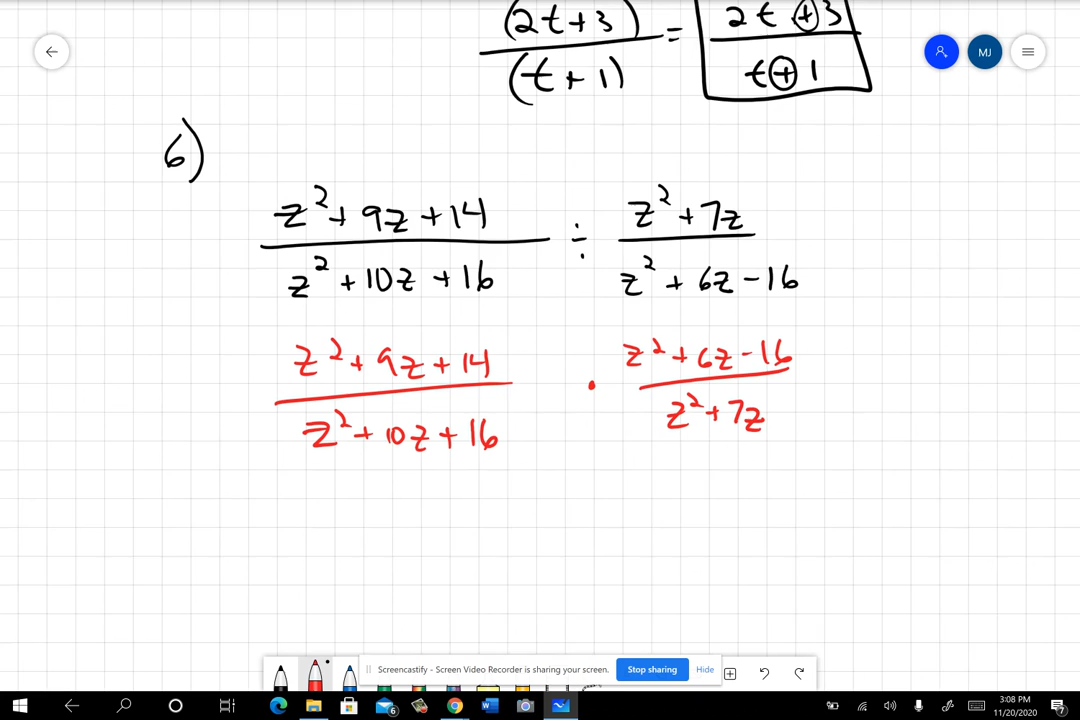 (2t+3) = 2t+3
(t+1) t+1
MJ
6)
z²+9z+14 ÷ z²+7z
z²+10z+16 z²+6z-16
z²+9z+14 · z²+6z-16
z²+10z+16 z²+7z
Screencastify - Screen Video Recorder is sharing your screen. Stop sharing Hide
6 W 3:08 PM
11/20/2020 7